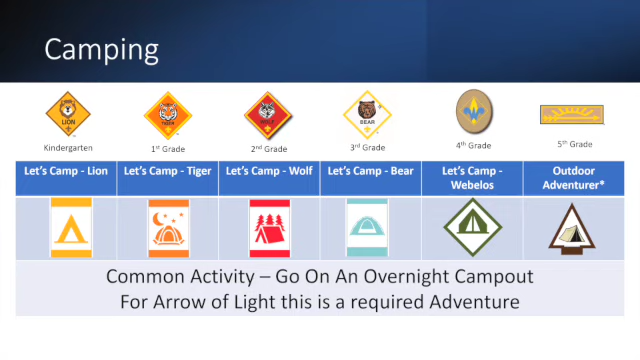 Camping
LION
TIGER
WOLF
BEAR
Kindergarten
1st Grade
2nd Grade
3rd Grade
4th Grade
5th Grade
Let's Camp - Lion
Let's Camp - Tiger
Let's Camp - Wolf
Let's Camp - Bear
Let's Camp -
Webelos
Outdoor
Adventurer*
Common Activity – Go On An Overnight Campout
For Arrow of Light this is a required Adventure